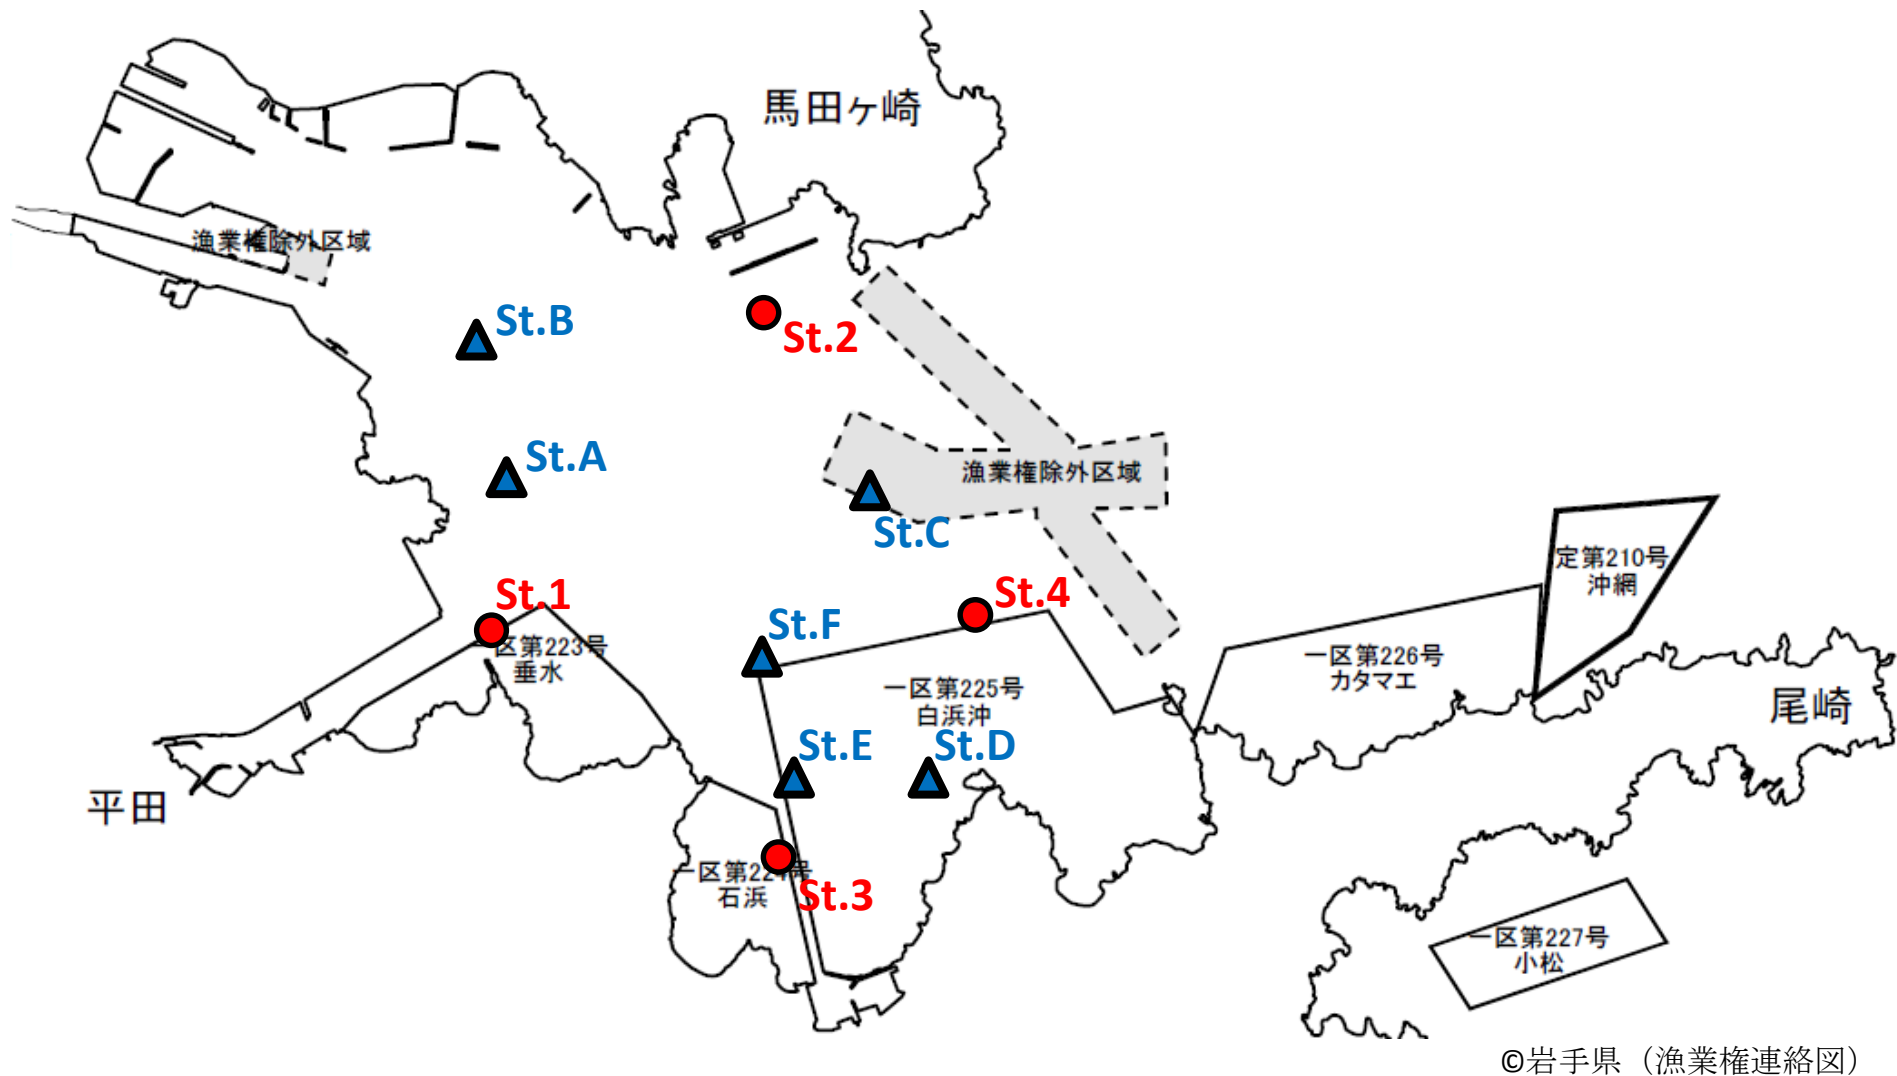 馬田ヶ崎
漁業権除外区域
St.B
St.2
St.A
漁業権除外区域
St.C
定第210号
沖網
St.1
St.4
St.F
一区第223号
垂水
一区第226号
カタマエ
一区第225号
白浜沖
尾崎
St.E
St.D
平田
一区第224号
石浜
St.3
一区第227号
小松
©岩手県（漁業権連絡図）